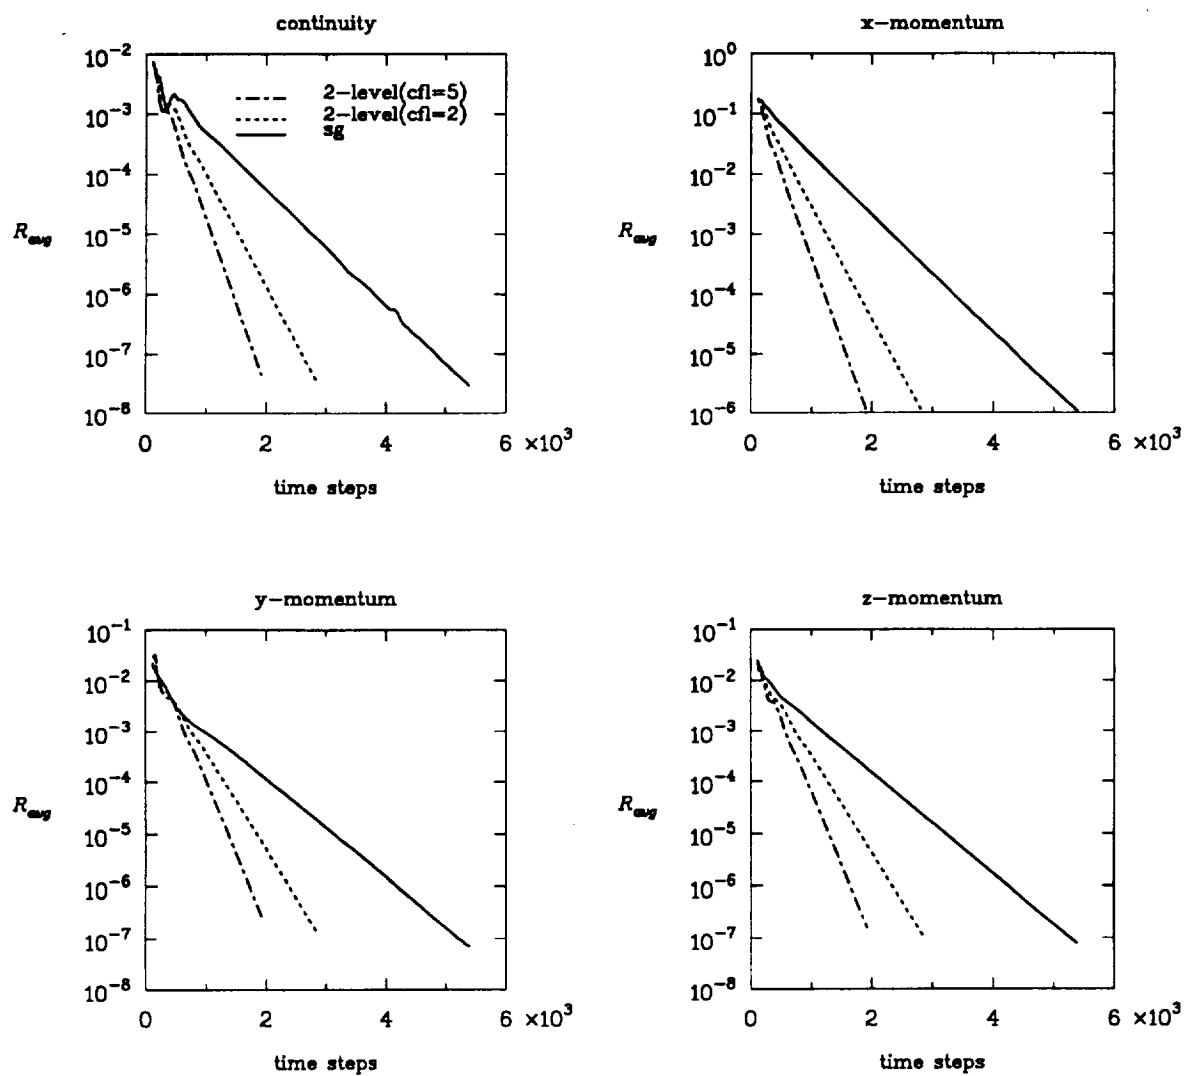 continuity
10^-2
10^-3
10^-4
10^-5
10^-6
10^-7
10^-8
R_avg
2-level(cfl=5)
2-level(cfl=2)
sg
0 2 4 6 ×10^3
time steps
x-momentum
10^0
10^-1
10^-2
10^-3
10^-4
10^-5
10^-6
R_avg
0 2 4 6 ×10^3
time steps
y-momentum
10^-1
10^-2
10^-3
10^-4
10^-5
10^-6
10^-7
10^-8
R_avg
0 2 4 6 ×10^3
time steps
z-momentum
10^-1
10^-2
10^-3
10^-4
10^-5
10^-6
10^-7
10^-8
R_avg
0 2 4 6 ×10^3
time steps